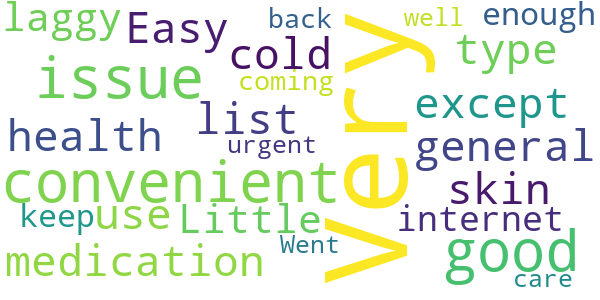 laggy Easy back very well enough
issue cold coming type
health list urgent except
general
convenient skin
keep use Little Went internet
medication good
care